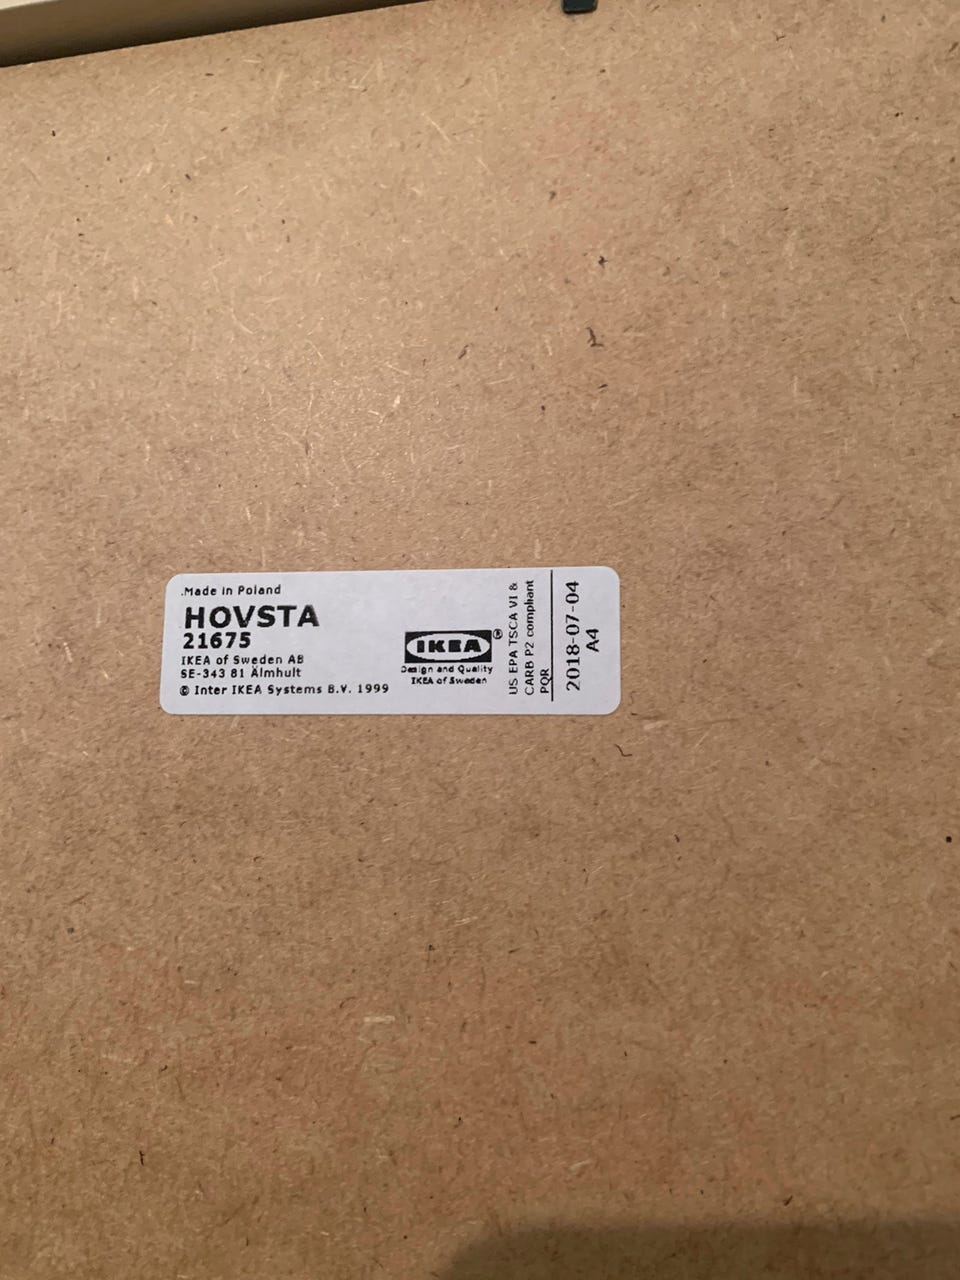 .Made in Poland
HOVSTA
21675
IKEA of Sweden AB
SE-343 81 Älmhult
© Inter IKEA Systems B.V. 1999
IKEA®
Design and Quality
IKEA of Sweden
US EPA TSCA VI &
CARB P2 compliant
PQR
2018-07-04
A4